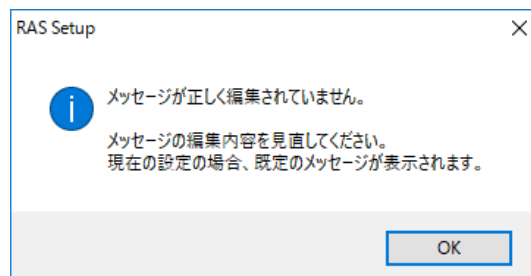 RAS Setup
メッセージが正しく編集されていません。
メッセージの編集内容を見直してください。
現在の設定の場合、既定のメッセージが表示されます。
OK